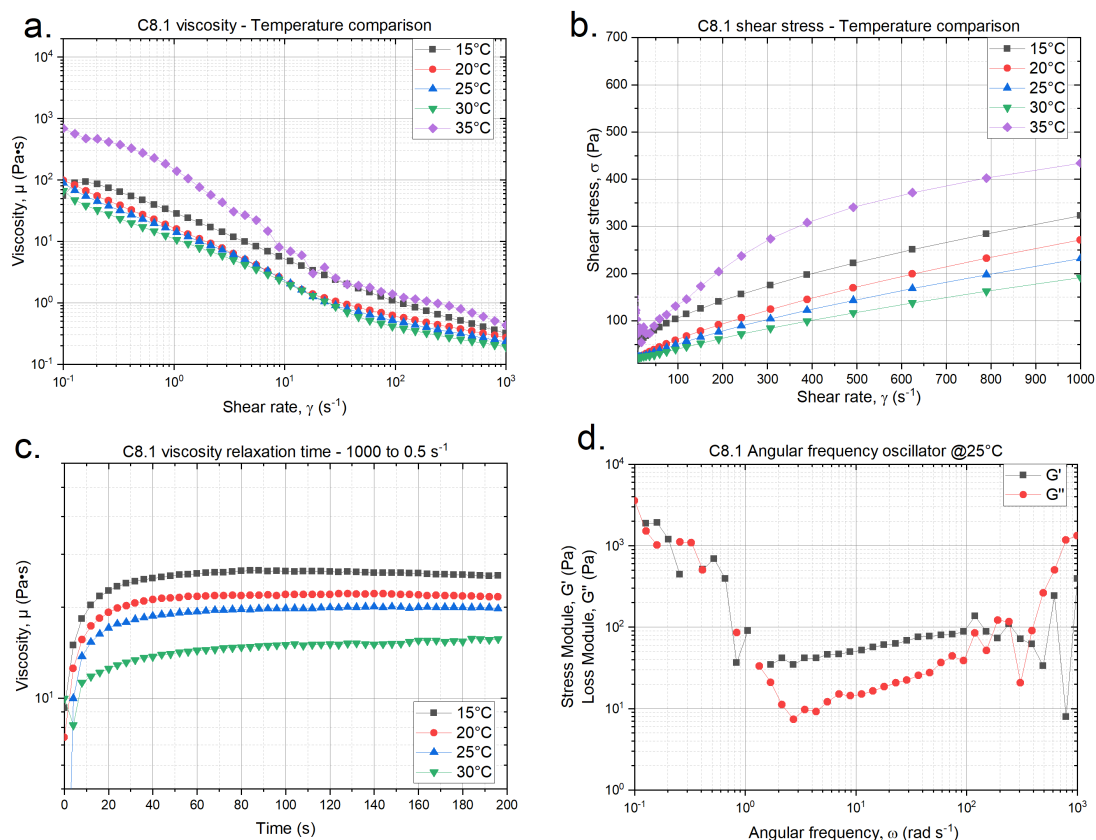 a.
C8.1 viscosity - Temperature comparison
Viscosity, μ (Pa•s)
10⁴
10³
10²
10¹
10⁰
10⁻¹
15°C
20°C
25°C
30°C
35°C
10⁻¹ 10⁰ 10¹ 10² 10³
Shear rate, γ (s⁻¹)
b.
C8.1 shear stress - Temperature comparison
Shear stress, σ (Pa)
700
600
500
400
300
200
100
15°C
20°C
25°C
30°C
35°C
100 200 300 400 500 600 700 800 900 1000
Shear rate, γ (s⁻¹)
c.
C8.1 viscosity relaxation time - 1000 to 0.5 s⁻¹
Viscosity, μ (Pa•s)
10¹
15°C
20°C
25°C
30°C
0 20 40 60 80 100 120 140 160 180 200
Time (s)
d.
C8.1 Angular frequency oscillator @25°C
Stress Module, G' (Pa)
Loss Module, G'' (Pa)
10⁴
10³
10²
10¹
10⁰
G'
G''
10⁻¹ 10⁰ 10¹ 10² 10³
Angular frequency, ω (rad s⁻¹)